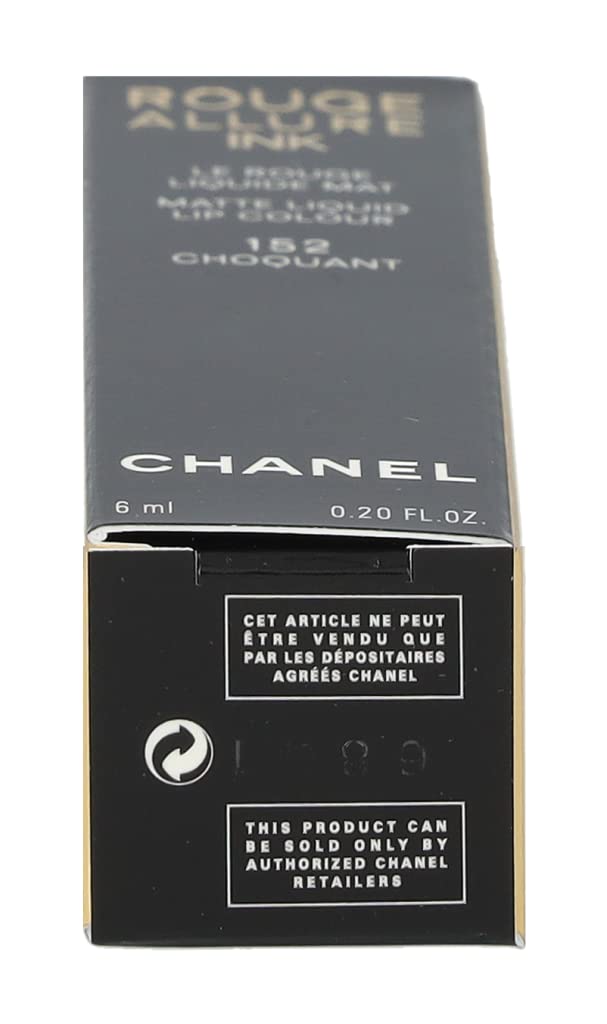 ROUGE
ALLURE
INK
LE ROUGE
LIQUIDE MAT
MATTE LIQUID
LIP COLOUR
152
CHOQUANT
CHANEL
6 ml 0.20 FL.OZ.
CET ARTICLE NE PEUT
ÊTRE VENDU QUE
PAR LES DÉPOSITAIRES
AGRÉÉS CHANEL
THIS PRODUCT CAN
BE SOLD ONLY BY
AUTHORIZED CHANEL
RETAILERS